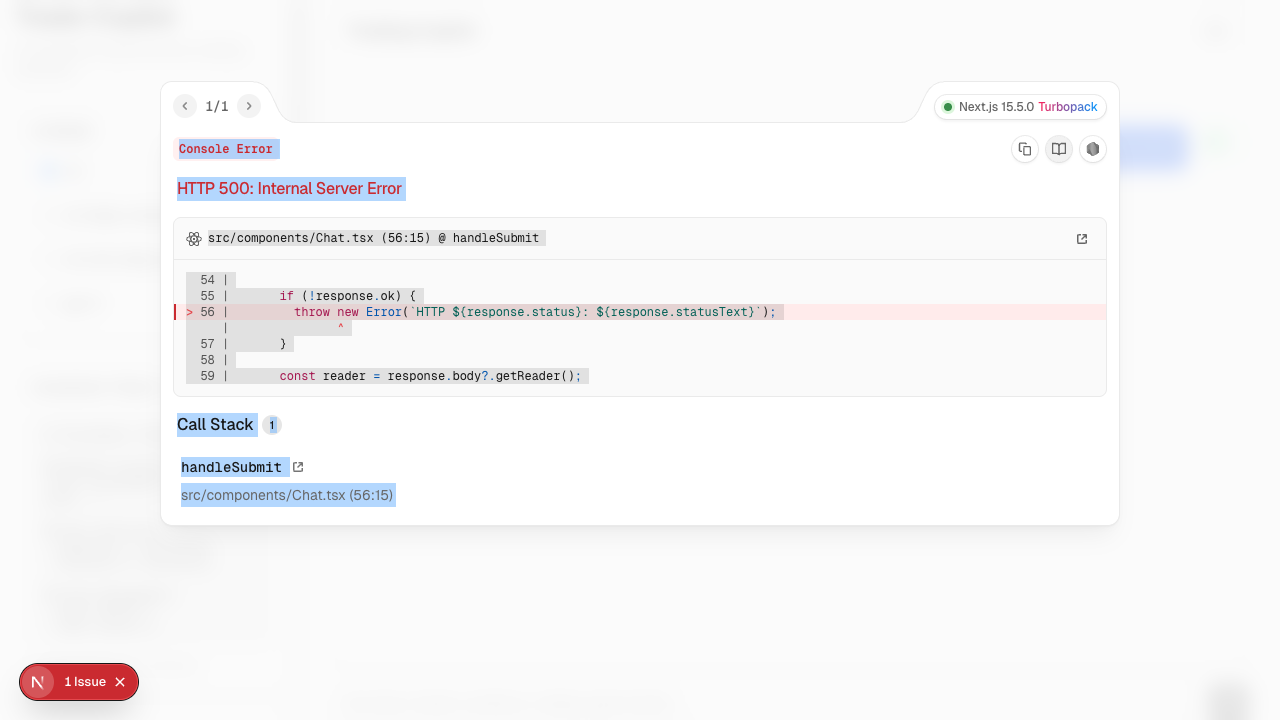 1/1
Next.js 15.5.0 Turbopack
Console Error
HTTP 500: Internal Server Error
src/components/Chat.tsx (56:15) @ handleSubmit
54 |
55 |       if (!response.ok) {
> 56 |         throw new Error(`HTTP ${response.status}: ${response.statusText}`);
|               ^
57 |       }
58 |
59 |       const reader = response.body?.getReader();
Call Stack 1
handleSubmit
src/components/Chat.tsx (56:15)
N 1 Issue